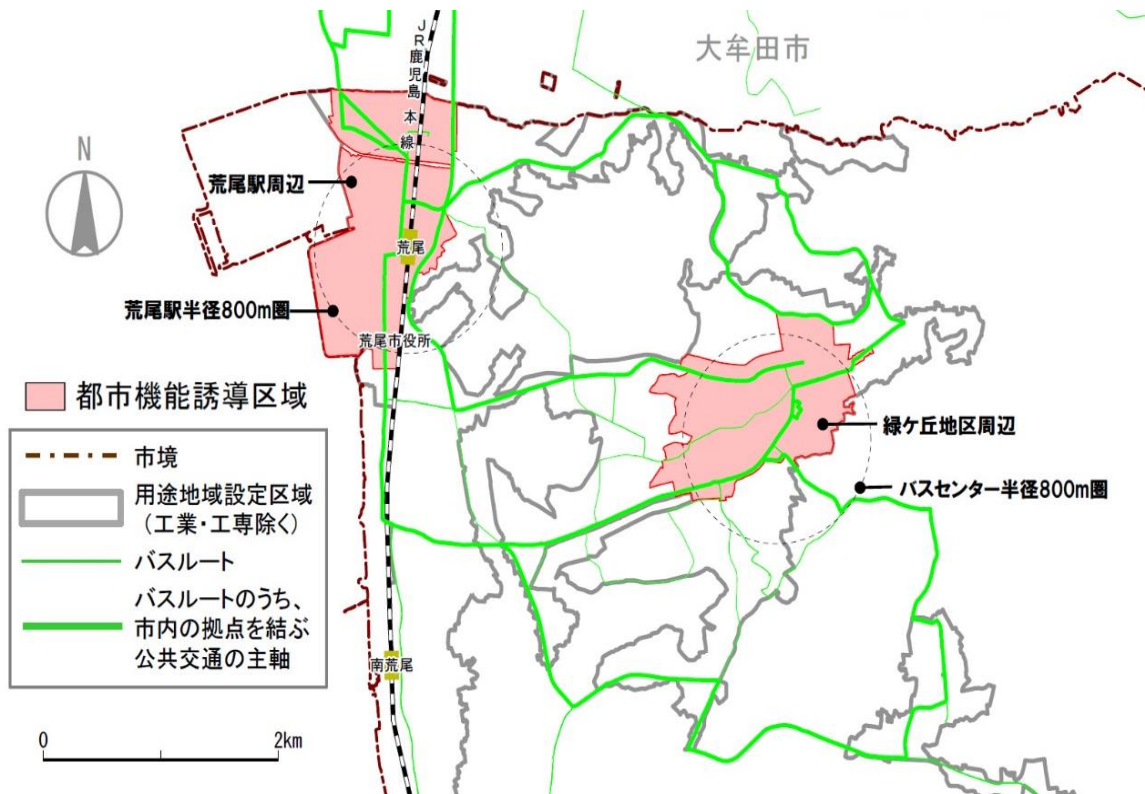 大牟田市
JR鹿児島本線
N
荒尾駅周辺
荒尾
荒尾駅半径800m圏
荒尾市役所
都市機能誘導区域
緑ケ丘地区周辺
バスセンター半径800m圏
市境
用途地域設定区域
(工業・工専除く)
バスルート
バスルートのうち、
市内の拠点を結ぶ
公共交通の主軸
南荒尾
0
2km